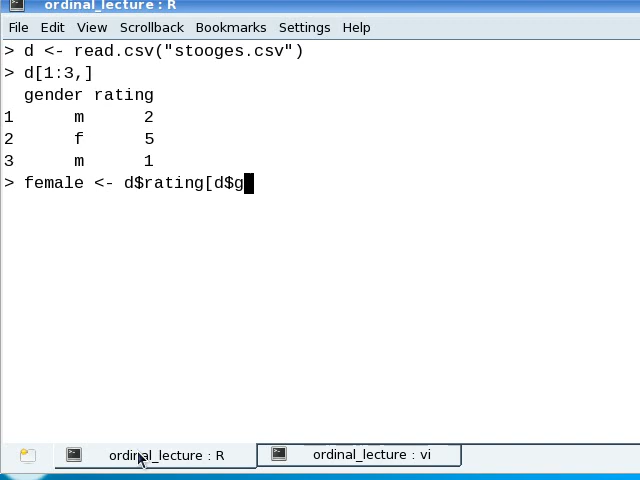 ordinal_lecture : R
File Edit View Scrollback Bookmarks Settings Help
> d <- read.csv("stooges.csv")
> d[1:3,]
  gender rating
1      m      2
2      f      5
3      m      1
> female <- d$rating[d$g
ordinal_lecture : R ordinal_lecture : vi